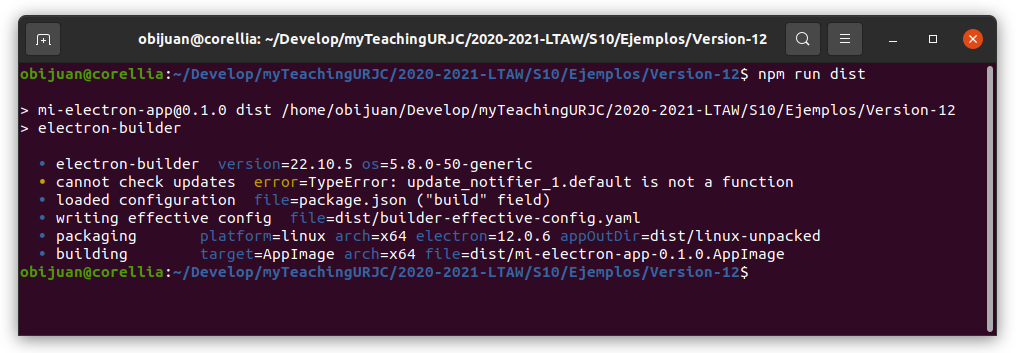 obijuan@corellia: ~/Develop/myTeachingURJC/2020-2021-LTAW/S10/Ejemplos/Version-12
obijuan@corellia:~/Develop/myTeachingURJC/2020-2021-LTAW/S10/Ejemplos/Version-12$ npm run dist
> mi-electron-app@0.1.0 dist /home/obijuan/Develop/myTeachingURJC/2020-2021-LTAW/S10/Ejemplos/Version-12
> electron-builder
• electron-builder  version=22.10.5 os=5.8.0-50-generic
• cannot check updates  error=TypeError: update_notifier_1.default is not a function
• loaded configuration  file=package.json ("build" field)
• writing effective config  file=dist/builder-effective-config.yaml
• packaging       platform=linux arch=x64 electron=12.0.6 appOutDir=dist/linux-unpacked
• building        target=AppImage arch=x64 file=dist/mi-electron-app-0.1.0.AppImage
obijuan@corellia:~/Develop/myTeachingURJC/2020-2021-LTAW/S10/Ejemplos/Version-12$